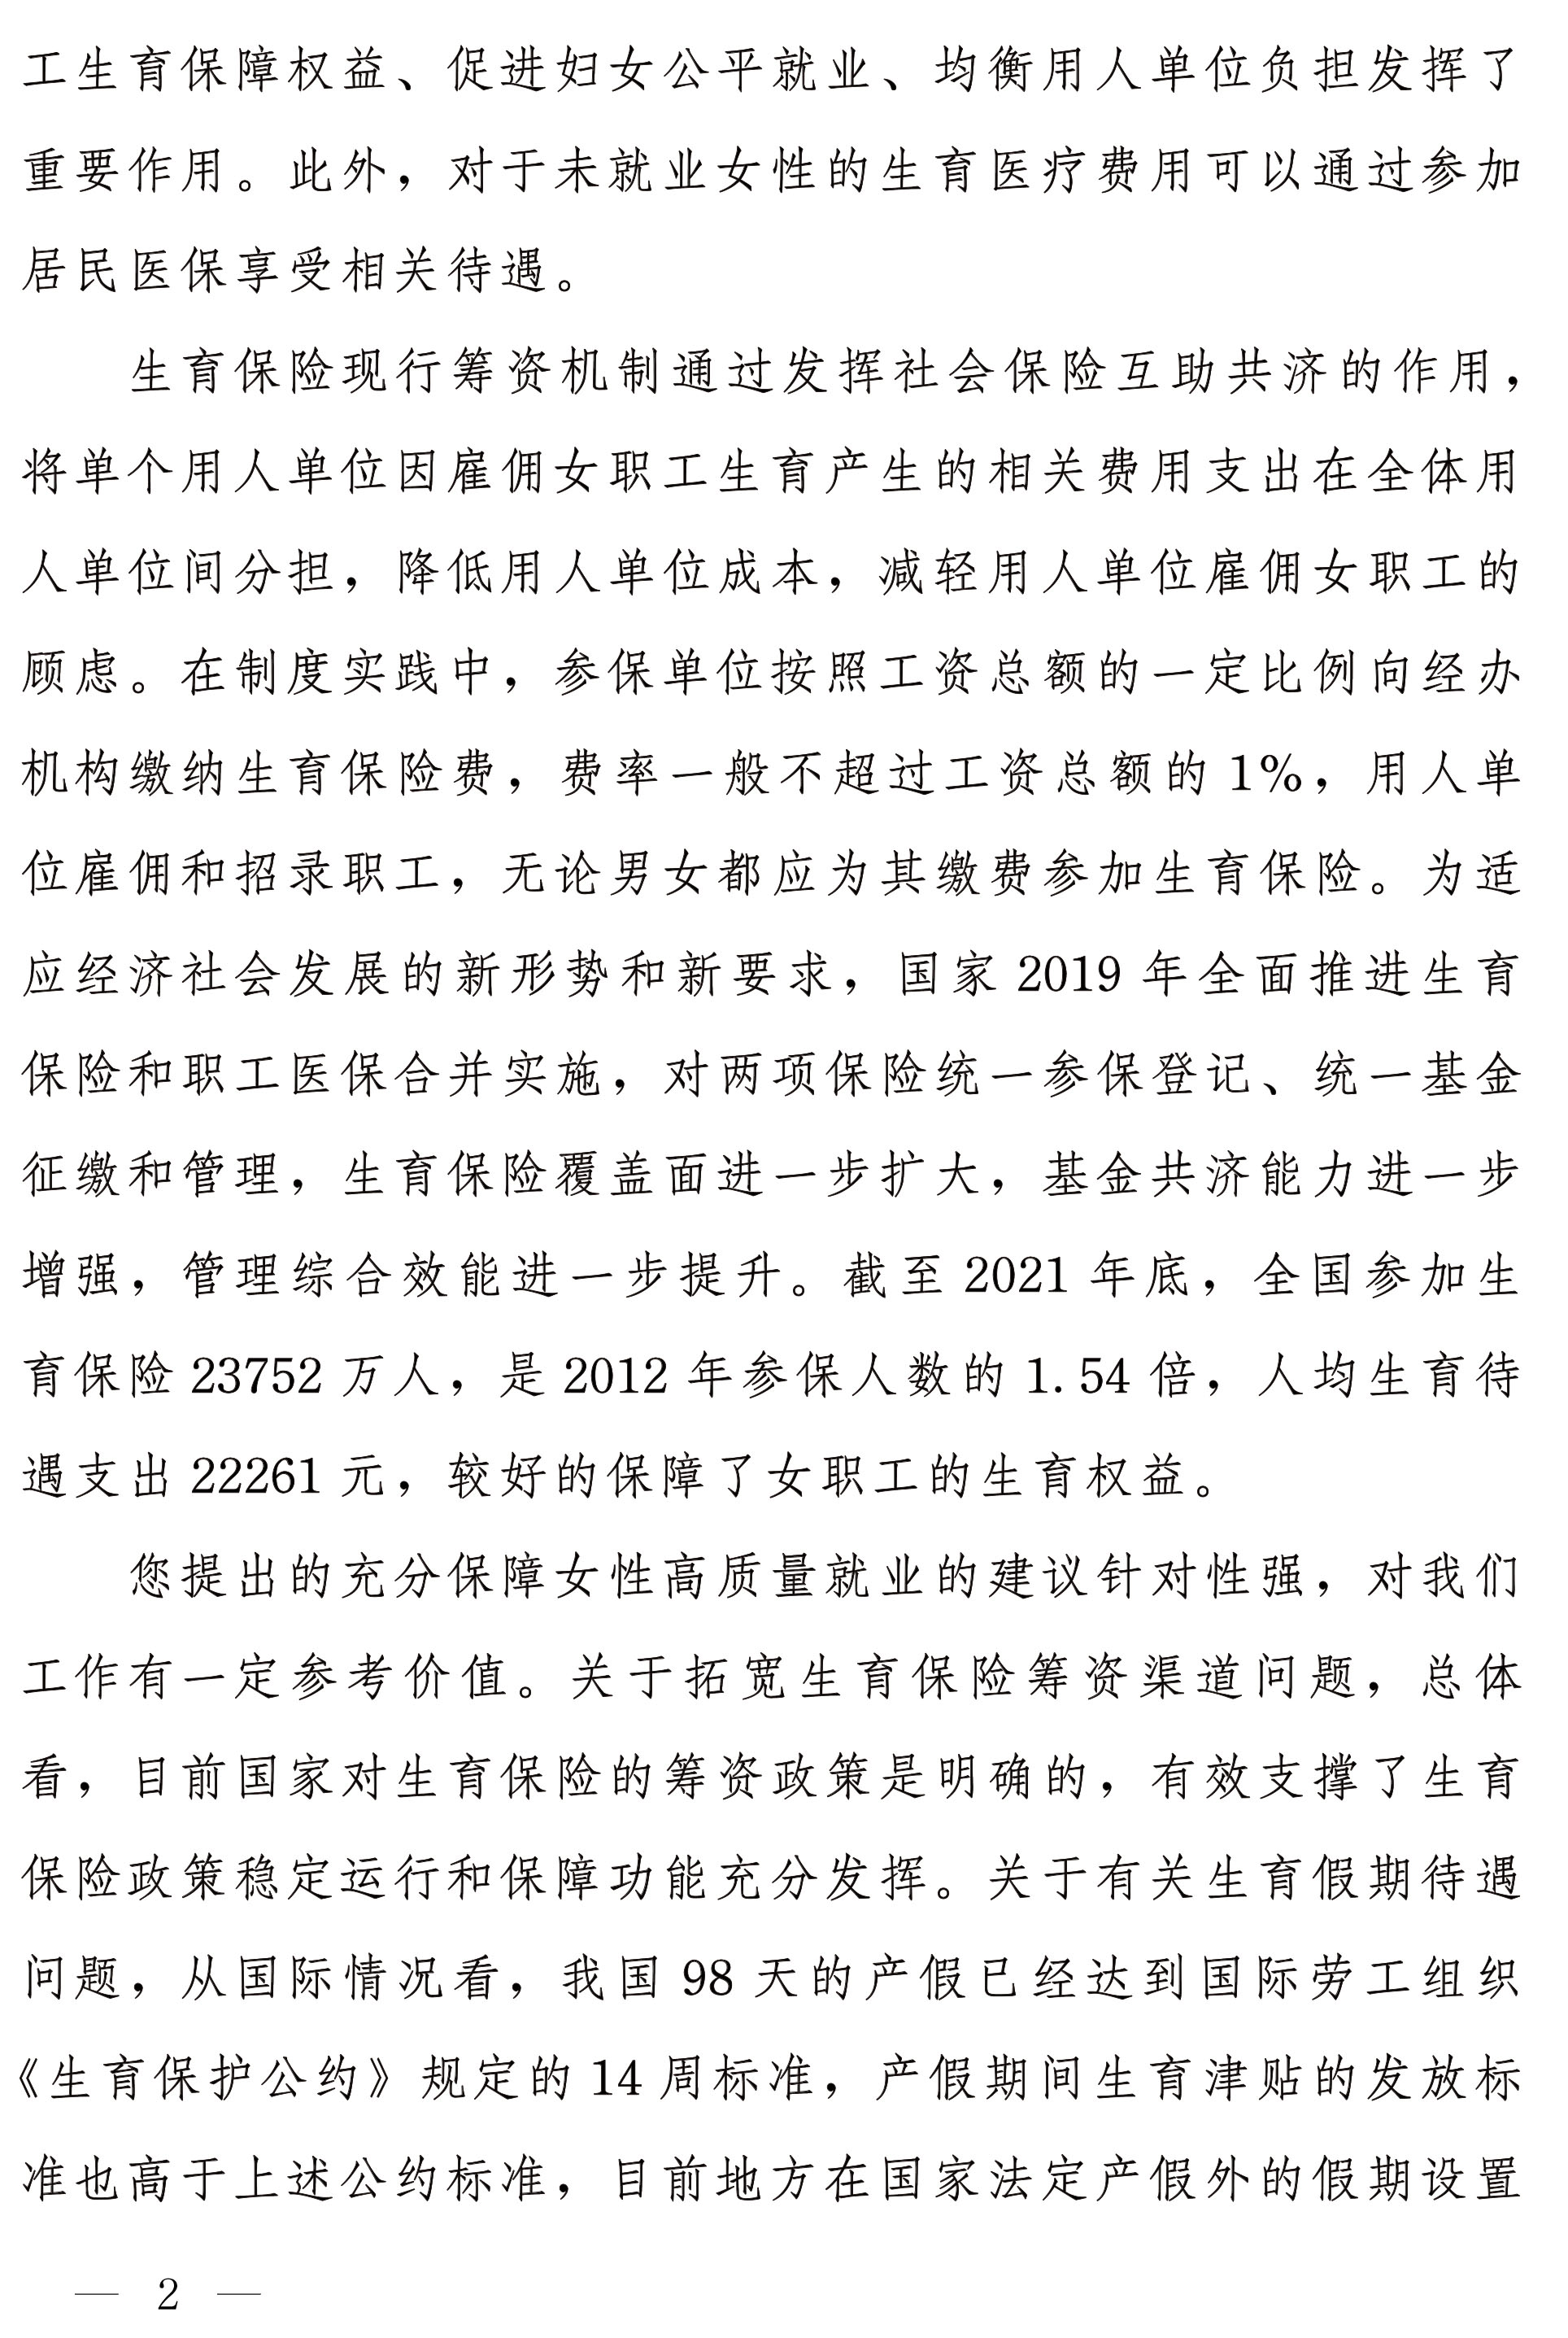 工生育保障权益、促进妇女公平就业、均衡用人单位负担发挥了
重要作用。此外，对于未就业女性的生育医疗费用可以通过参加
居民医保享受相关待遇。
生育保险现行筹资机制通过发挥社会保险互助共济的作用，
将单个用人单位因雇佣女职工生育产生的相关费用支出在全体用
人单位间分担，降低用人单位成本，减轻用人单位雇佣女职工的
顾虑。在制度实践中，参保单位按照工资总额的一定比例向经办
机构缴纳生育保险费，费率一般不超过工资总额的1%，用人单
位雇佣和招录职工，无论男女都应为其缴费参加生育保险。为适
应经济社会发展的新形势和新要求，国家2019年全面推进生育
保险和职工医保合并实施，对两项保险统一参保登记、统一基金
征缴和管理，生育保险覆盖面进一步扩大，基金共济能力进一步
增强，管理综合效能进一步提升。截至2021年底，全国参加生
育保险23752万人，是2012年参保人数的1.54倍，人均生育待
遇支出22261元，较好的保障了女职工的生育权益。
您提出的充分保障女性高质量就业的建议针对性强，对我们
工作有一定参考价值。关于拓宽生育保险筹资渠道问题，总体
看，目前国家对生育保险的筹资政策是明确的，有效支撑了生育
保险政策稳定运行和保障功能充分发挥。关于有关生育假期待遇
问题，从国际情况看，我国98天的产假已经达到国际劳工组织
《生育保护公约》规定的14周标准，产假期间生育津贴的发放标
准也高于上述公约标准，目前地方在国家法定产假外的假期设置
— 2 —